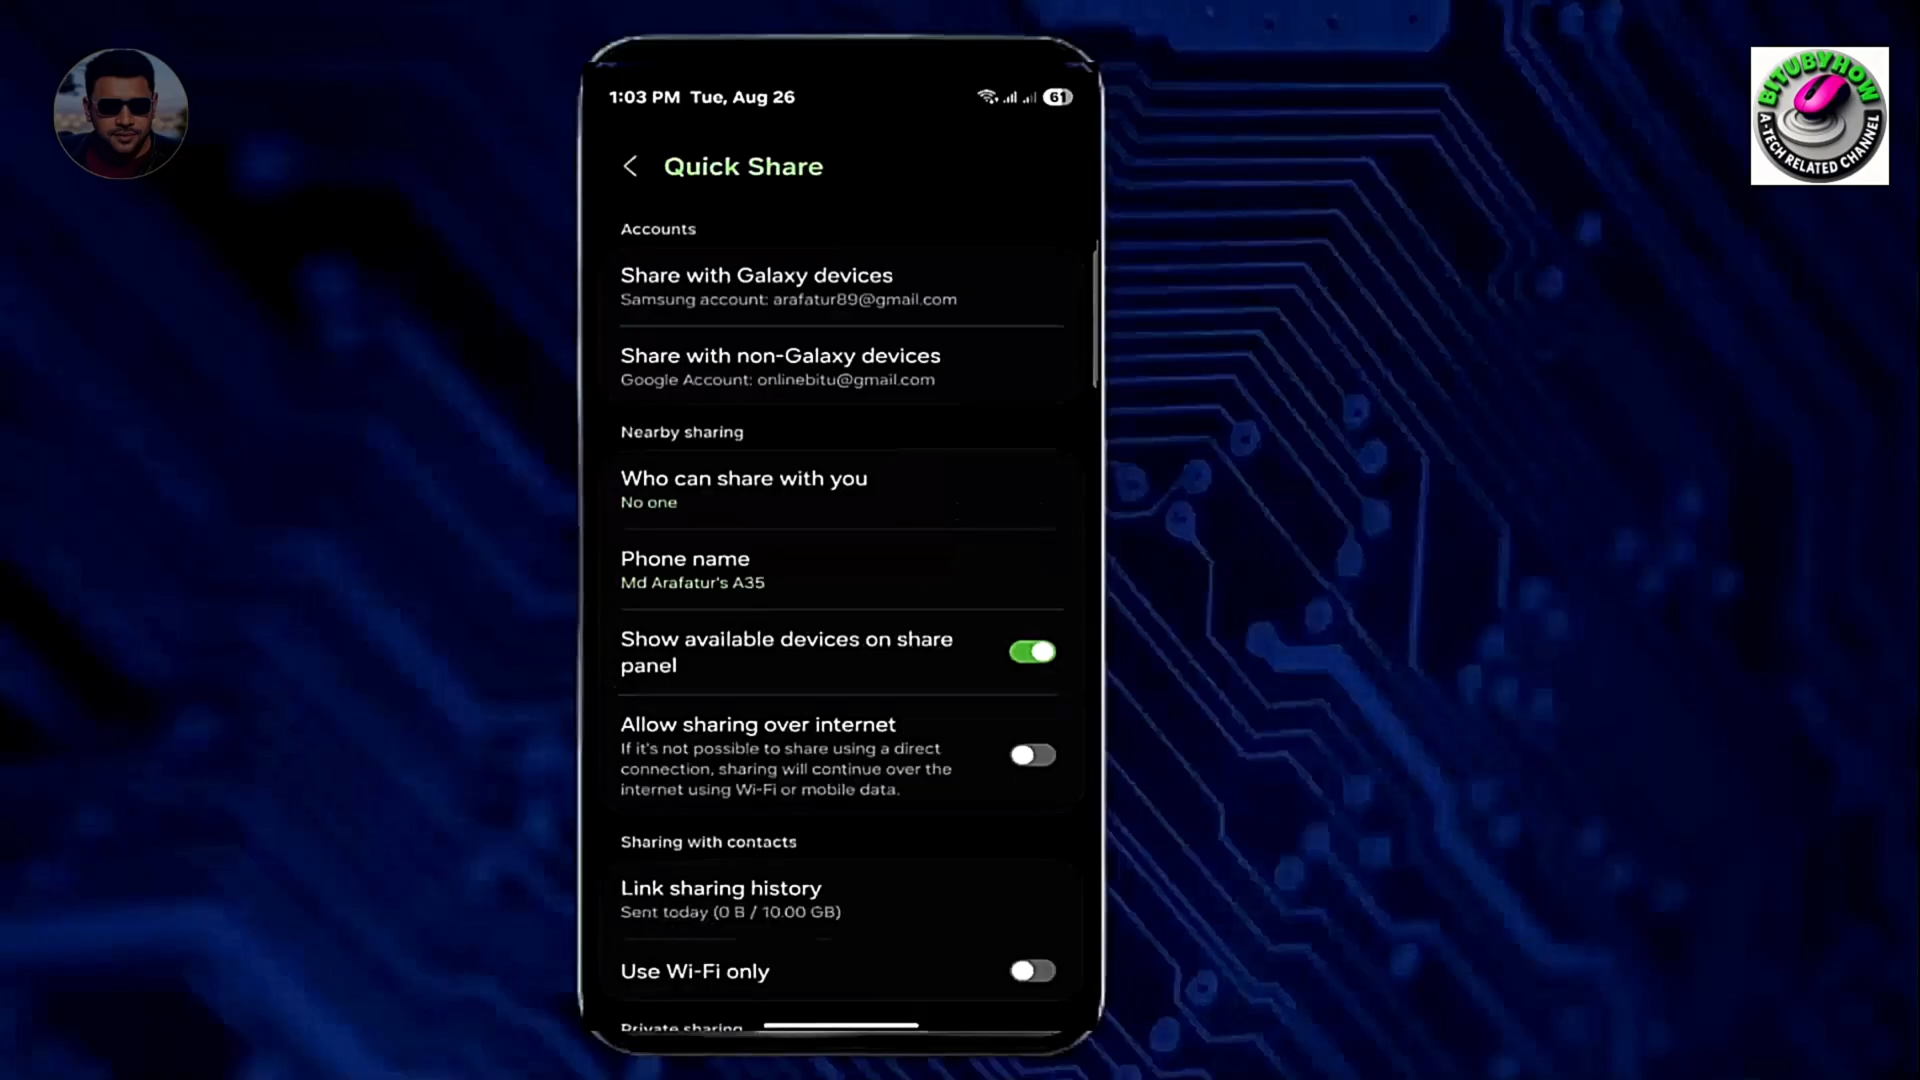 BITUBYHOW
A-TECH RELATED CHANNEL
1:03 PM Tue, Aug 26
61
Quick Share
Accounts
Share with Galaxy devices
Samsung account: arafatur89@gmail.com
Share with non-Galaxy devices
Google Account: onlinebitu@gmail.com
Nearby sharing
Who can share with you
No one
Phone name
Md Arafatur's A35
Show available devices on share
panel
Allow sharing over internet
If it's not possible to share using a direct
connection, sharing will continue over the
internet using Wi-Fi or mobile data.
Sharing with contacts
Link sharing history
Sent today (0 B / 10.00 GB)
Use Wi-Fi only
Private sharing